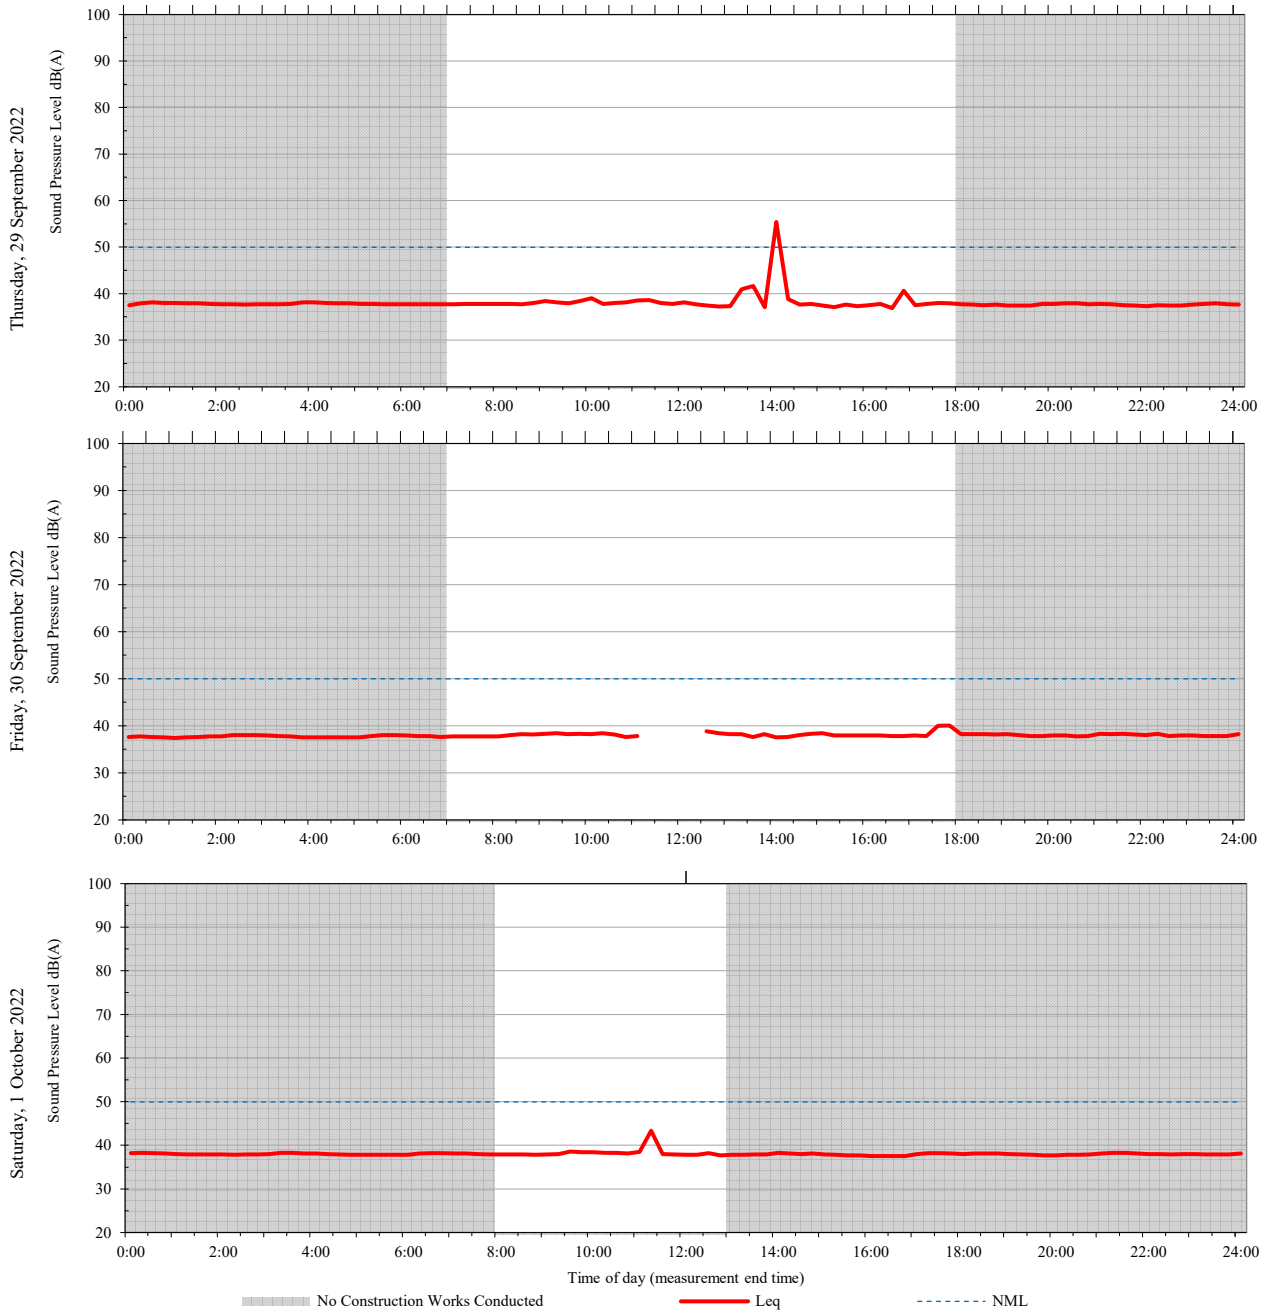 Thursday, 29 September 2022
Sound Pressure Level dB(A)
100
90
80
70
60
50
40
30
20
0:00 2:00 4:00 6:00 8:00 10:00 12:00 14:00 16:00 18:00 20:00 22:00 24:00
Friday, 30 September 2022
Sound Pressure Level dB(A)
100
90
80
70
60
50
40
30
20
0:00 2:00 4:00 6:00 8:00 10:00 12:00 14:00 16:00 18:00 20:00 22:00 24:00
Saturday, 1 October 2022
Sound Pressure Level dB(A)
100
90
80
70
60
50
40
30
20
0:00 2:00 4:00 6:00 8:00 10:00 12:00 14:00 16:00 18:00 20:00 22:00 24:00
Time of day (measurement end time)
No Construction Works Conducted Leq NML